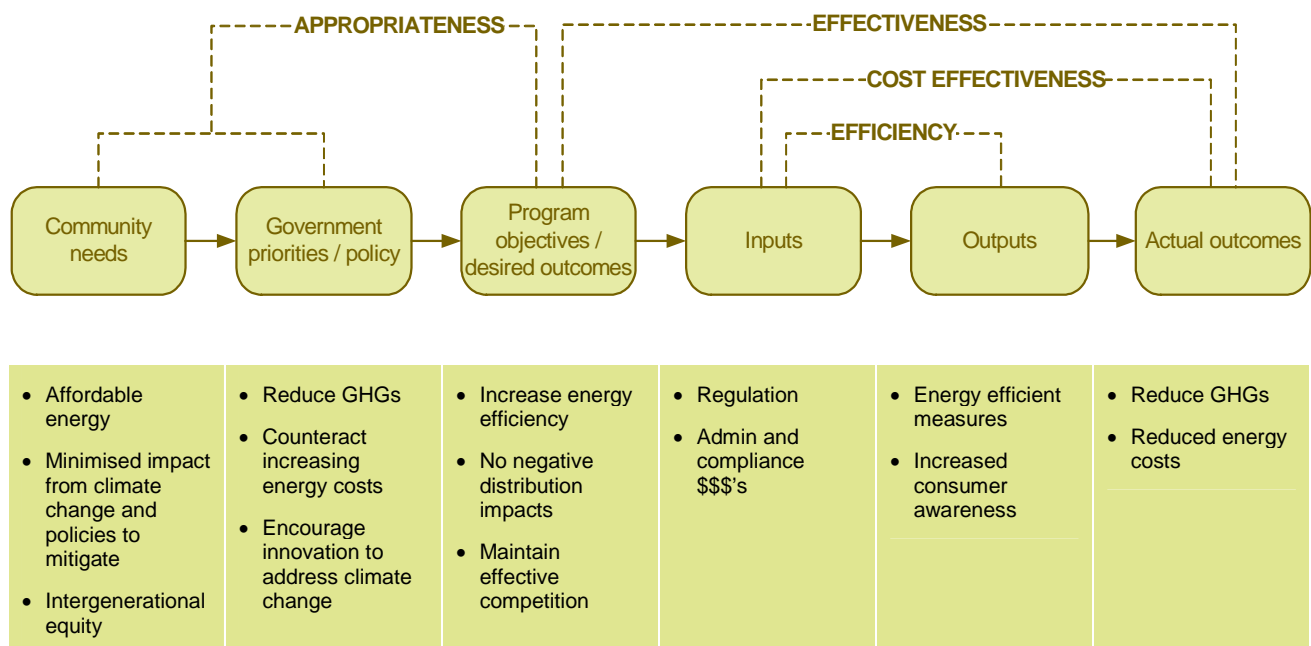 APPROPRIATENESS
EFFECTIVENESS
COST EFFECTIVENESS
EFFICIENCY
Community
needs
Government
priorities / policy
Program
objectives /
desired outcomes
Inputs
Outputs
Actual outcomes
• Affordable
energy
• Minimised impact
from climate
change and
policies to
mitigate
• Intergenerational
equity
• Reduce GHGs
• Counteract
increasing
energy costs
• Encourage
innovation to
address climate
change
• Increase energy
efficiency
• No negative
distribution
impacts
• Maintain
effective
competition
• Regulation
• Admin and
compliance
$$$'s
• Energy efficient
measures
• Increased
consumer
awareness
• Reduce GHGs
• Reduced energy
costs